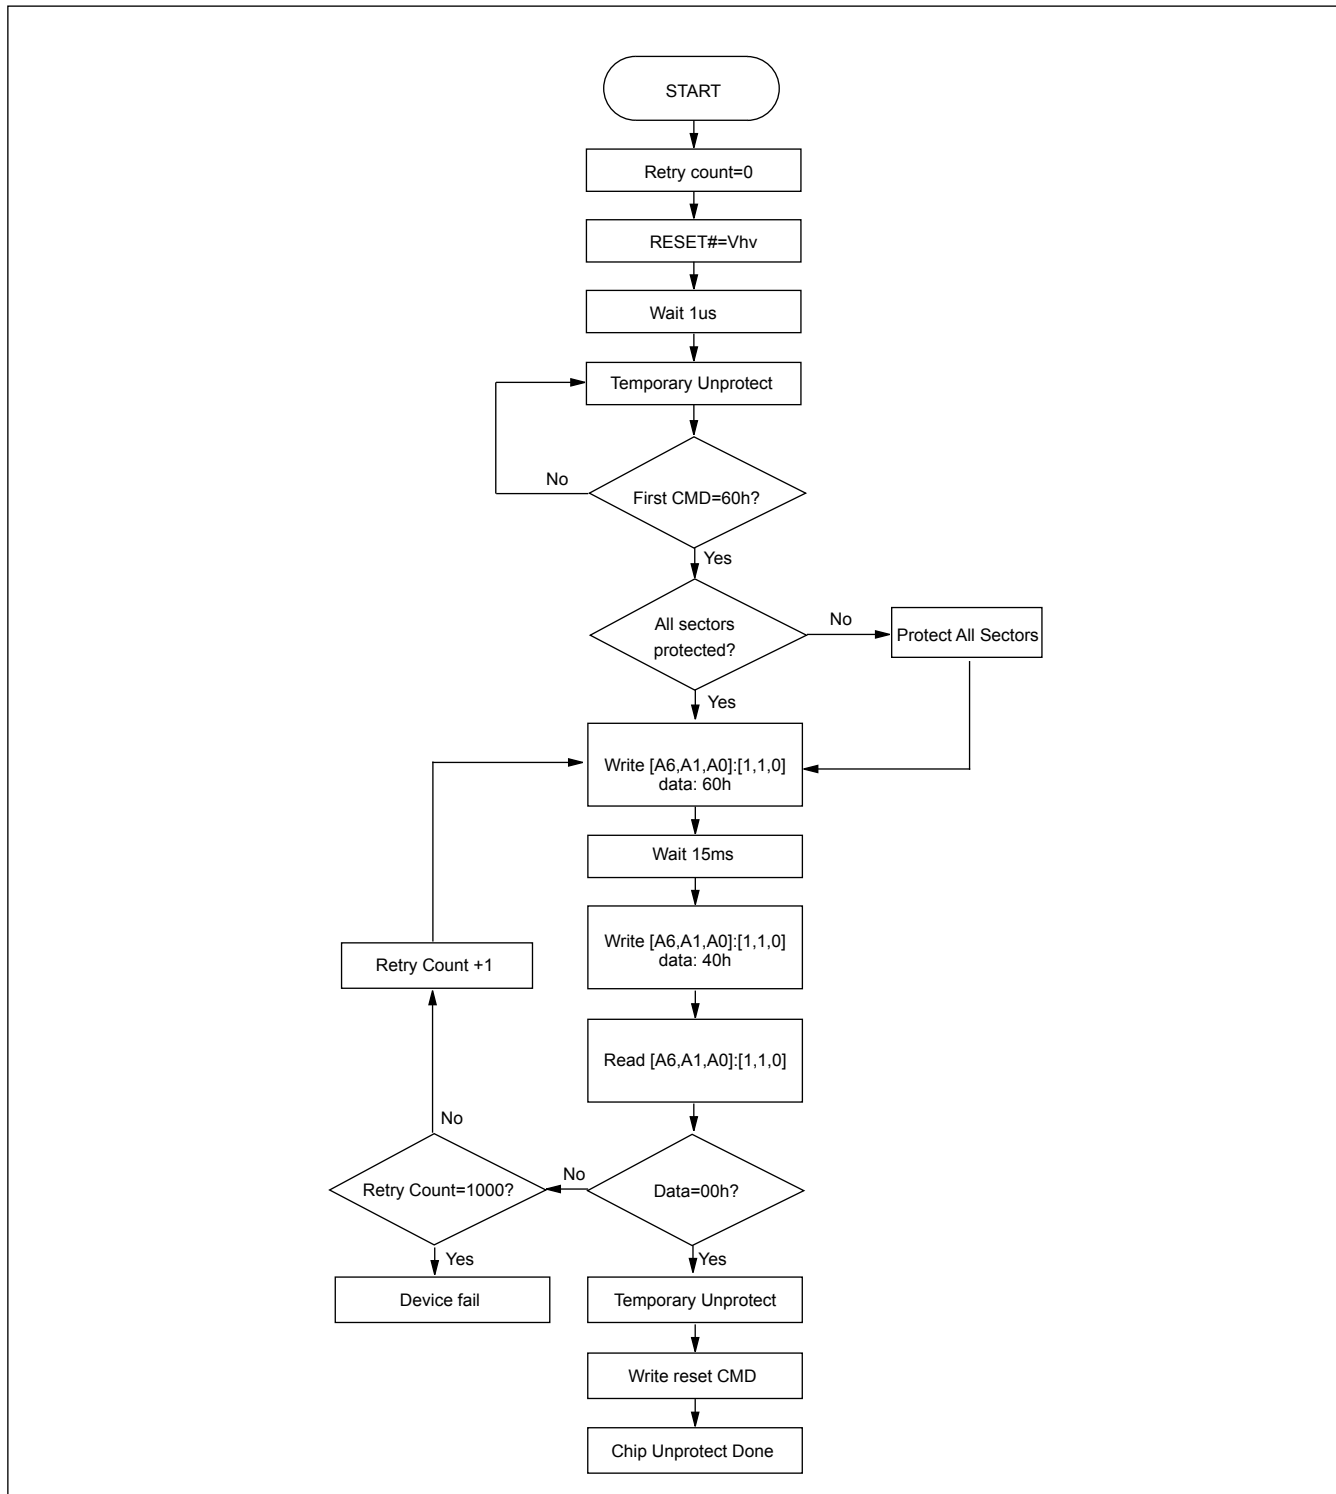 START
Retry count=0
RESET#=Vhv
Wait 1us
Temporary Unprotect
No
First CMD=60h?
Yes
All sectors
protected?
No
Protect All Sectors
Yes
Write [A6,A1,A0]:[1,1,0]
data: 60h
Wait 15ms
Write [A6,A1,A0]:[1,1,0]
data: 40h
Retry Count +1
Read [A6,A1,A0]:[1,1,0]
No
Retry Count=1000?
No
Data=00h?
Yes
Yes
Device fail
Temporary Unprotect
Write reset CMD
Chip Unprotect Done